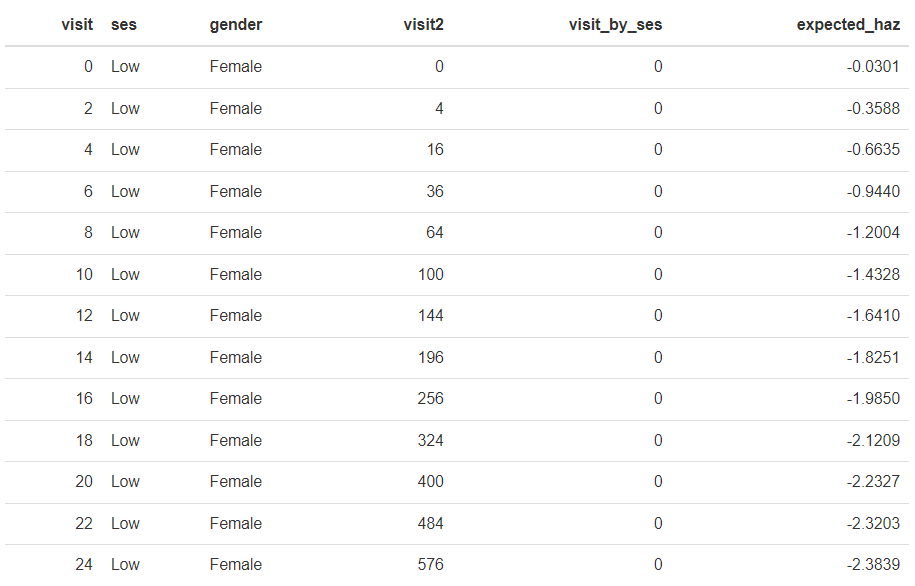 visit ses gender visit2 visit_by_ses expected_haz
0 Low Female 0 0 -0.0301
2 Low Female 4 0 -0.3588
4 Low Female 16 0 -0.6635
6 Low Female 36 0 -0.9440
8 Low Female 64 0 -1.2004
10 Low Female 100 0 -1.4328
12 Low Female 144 0 -1.6410
14 Low Female 196 0 -1.8251
16 Low Female 256 0 -1.9850
18 Low Female 324 0 -2.1209
20 Low Female 400 0 -2.2327
22 Low Female 484 0 -2.3203
24 Low Female 576 0 -2.3839